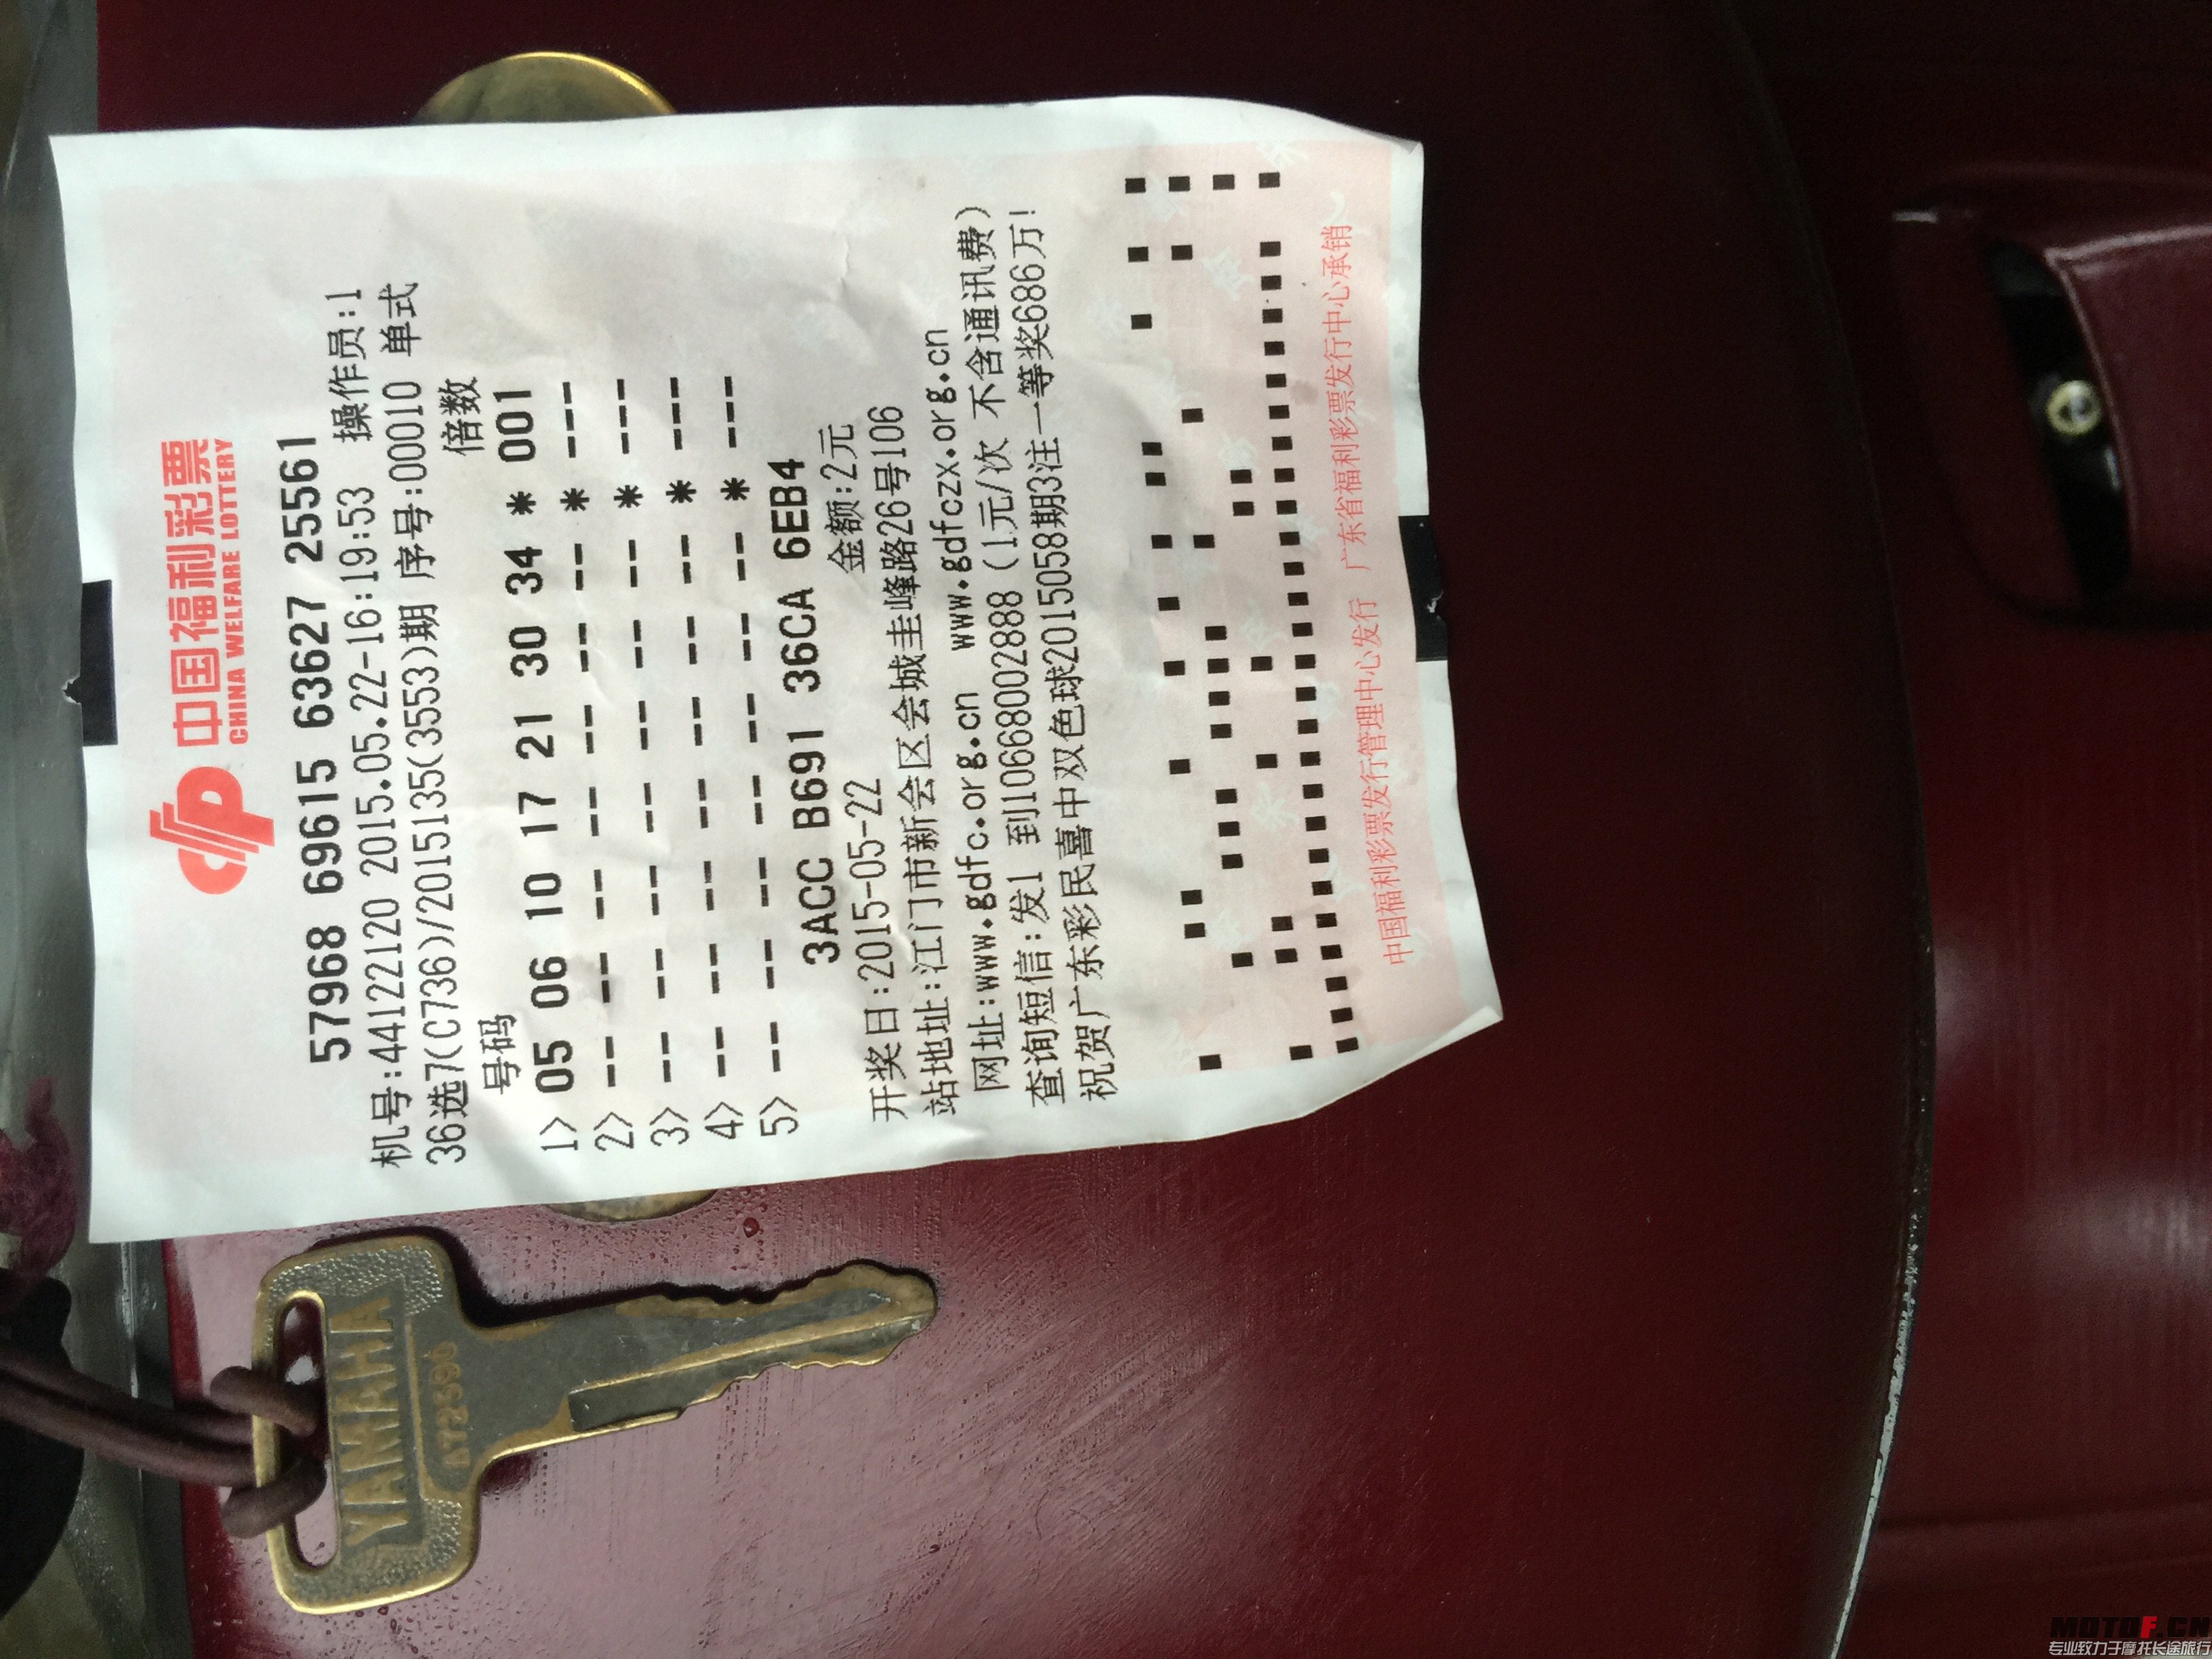 中国福利彩票
CHINA WELFARE LOTTERY
57968 69615 63627 25561
机号:44122120 2015.05.22-16:19:53 操作员:1
36选7(C736)/2015135(3553)期 序号:00010 单式
号码 倍数
1> 05 06 10 17 21 30 34 * 001
2> -- -- -- -- -- -- -- * ---
3> -- -- -- -- -- -- -- * ---
4> -- -- -- -- -- -- -- * ---
5> -- -- -- -- -- -- -- * ---
3ACC B691 36CA 6EB4
开奖日:2015-05-22 金额:2元
站地址:江门市新会区会城圭峰路26号106
网址:www.gdfc.org.cn www.gdfczx.org.cn
查询短信:发1 到10668002888 (1元/次 不含通讯费)
祝贺广东彩民喜中双色球2015058期3注一等奖686万!
中国福利彩票发行管理中心发行 广东省福利彩票发行中心承销
YAMAHA
MOTOF.CN
专业致力于摩托长途旅行